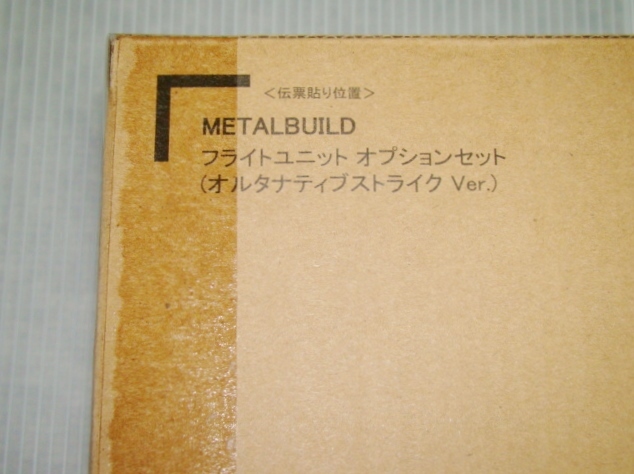 ＜伝票貼り位置＞
METALBUILD
フライトユニット オプションセット
(オルタナティブストライク Ver.)